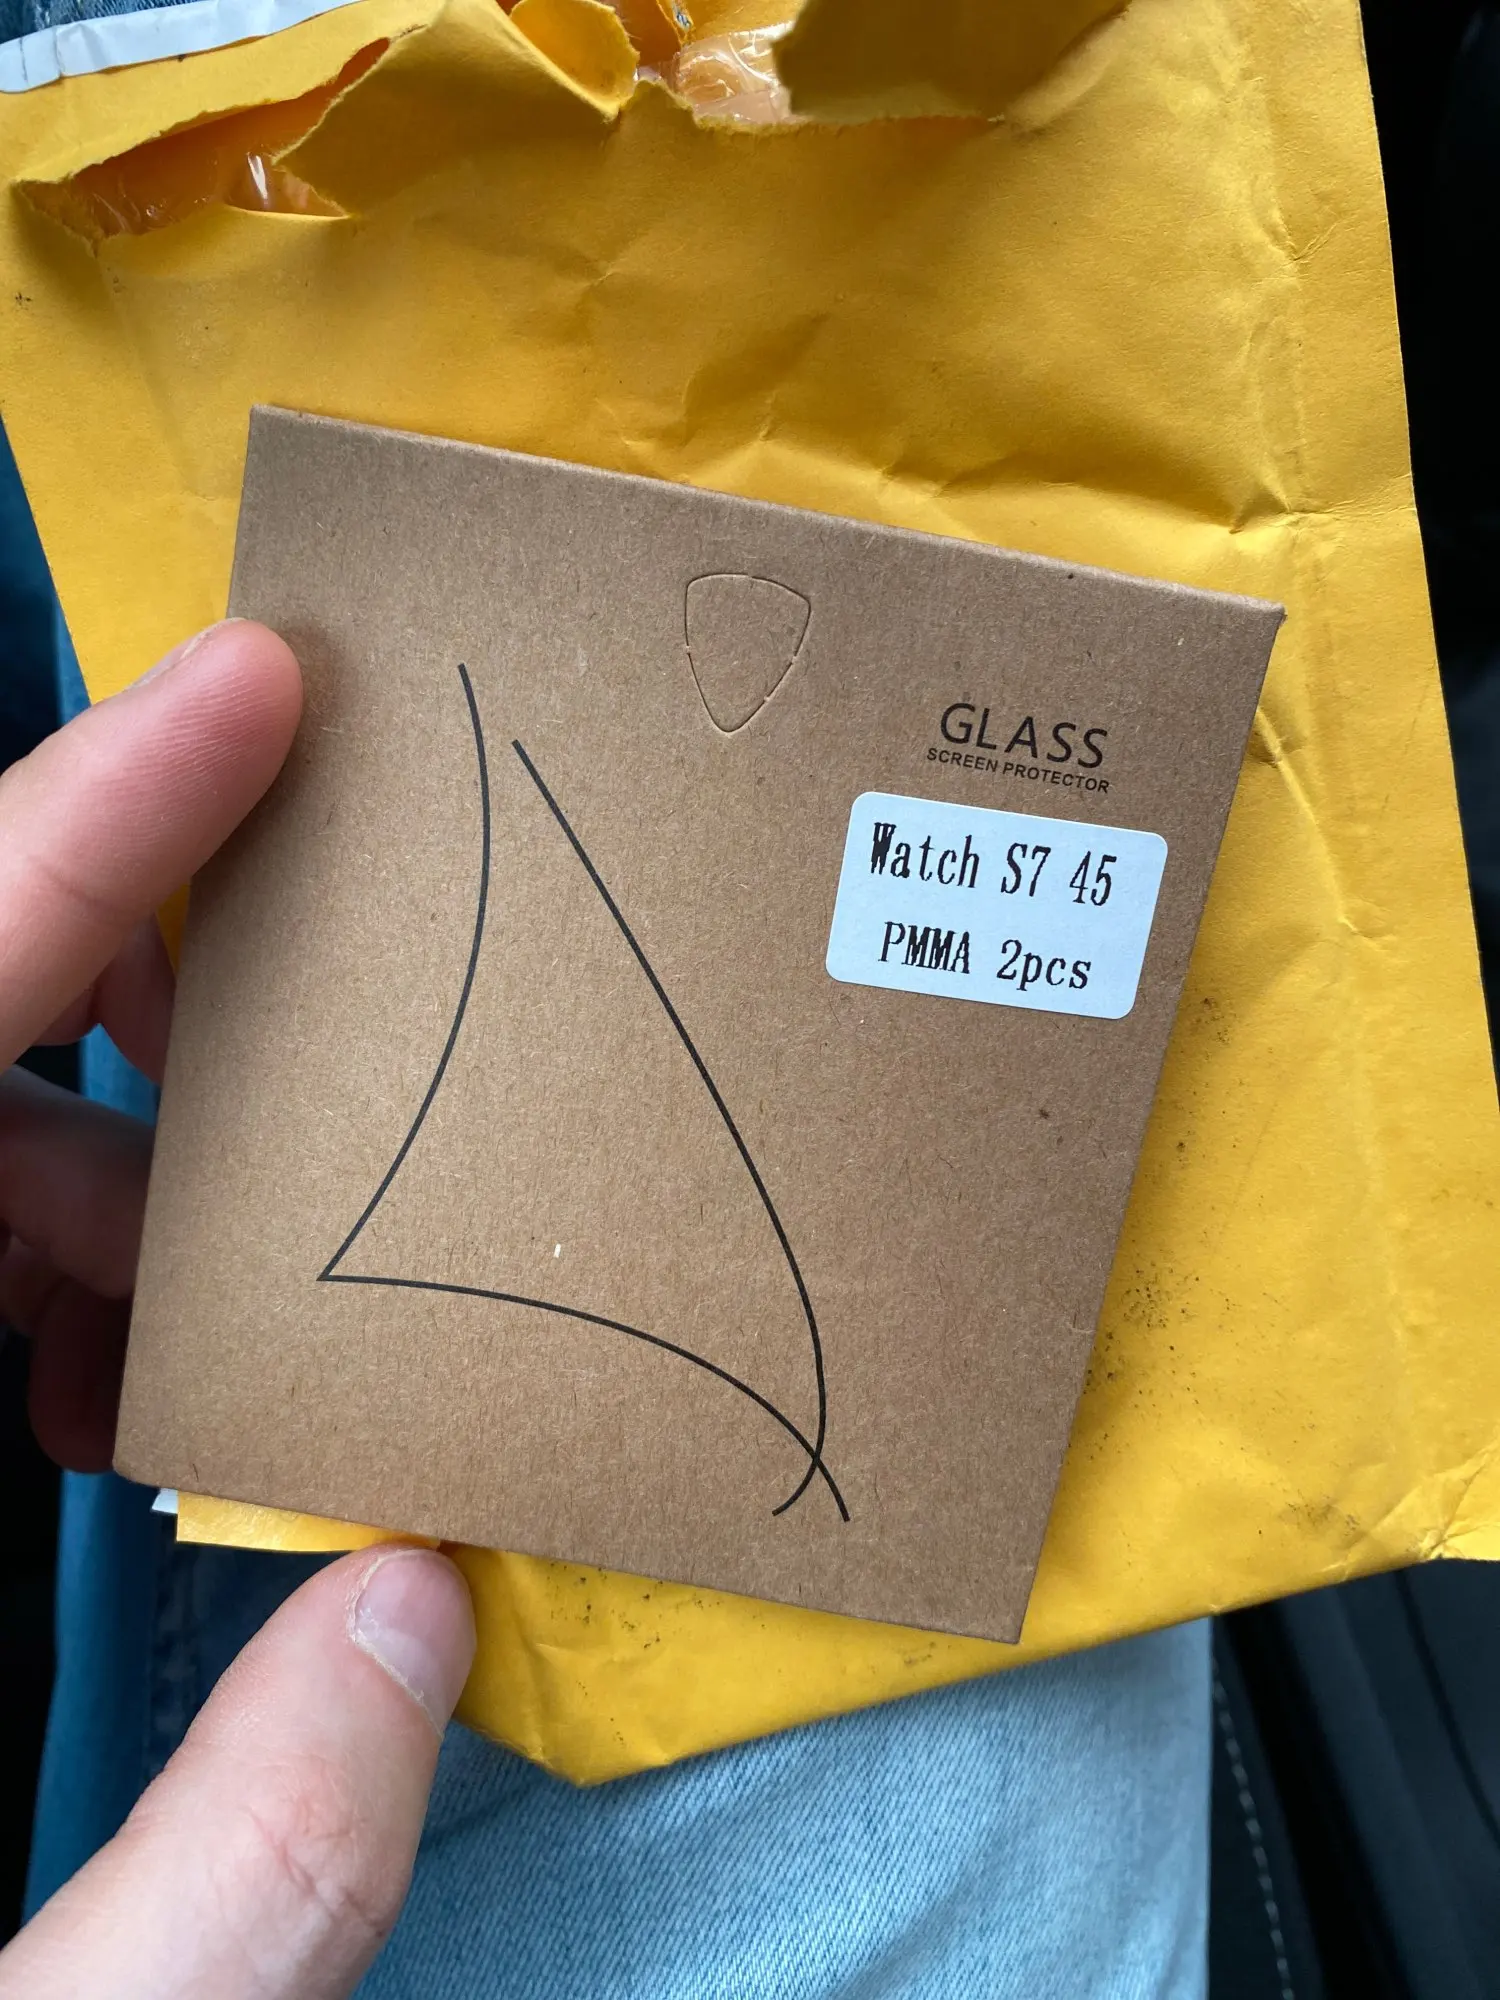 GLASS
SCREEN PROTECTOR
Watch S7 45
PMMA 2pcs